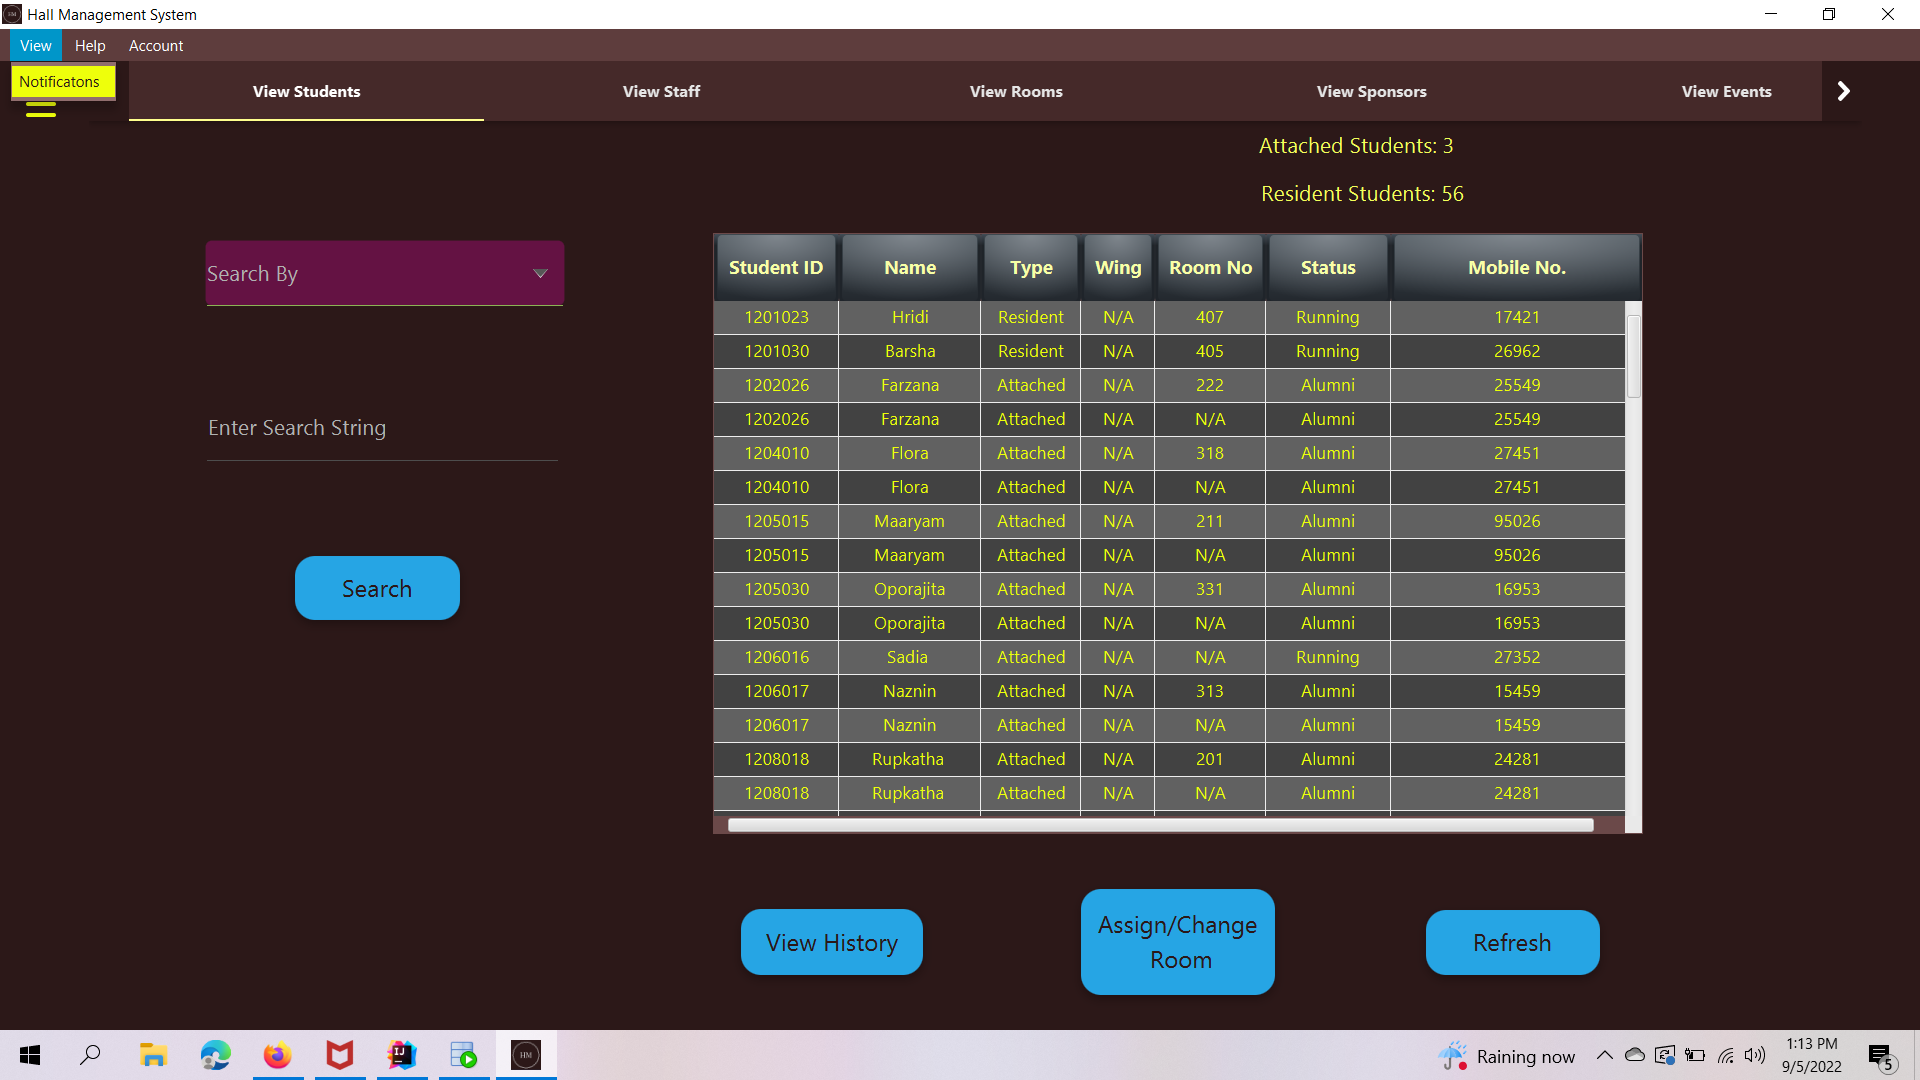 Hall Management System
View Help Account
Notificatons
View Students View Staff View Rooms View Sponsors View Events
Attached Students: 3
Resident Students: 56
Search By
Enter Search String
Search
Student ID Name Type Wing Room No Status Mobile No.
1201023 Hridi Resident N/A 407 Running 17421
1201030 Barsha Resident N/A 405 Running 26962
1202026 Farzana Attached N/A 222 Alumni 25549
1202026 Farzana Attached N/A N/A Alumni 25549
1204010 Flora Attached N/A 318 Alumni 27451
1204010 Flora Attached N/A N/A Alumni 27451
1205015 Maaryam Attached N/A 211 Alumni 95026
1205015 Maaryam Attached N/A N/A Alumni 95026
1205030 Oporajita Attached N/A 331 Alumni 16953
1205030 Oporajita Attached N/A N/A Alumni 16953
1206016 Sadia Attached N/A N/A Running 27352
1206017 Naznin Attached N/A 313 Alumni 15459
1206017 Naznin Attached N/A N/A Alumni 15459
1208018 Rupkatha Attached N/A 201 Alumni 24281
1208018 Rupkatha Attached N/A N/A Alumni 24281
View History
Assign/Change
Room
Refresh
IJ
HM
Raining now
1:13 PM
9/5/2022
5